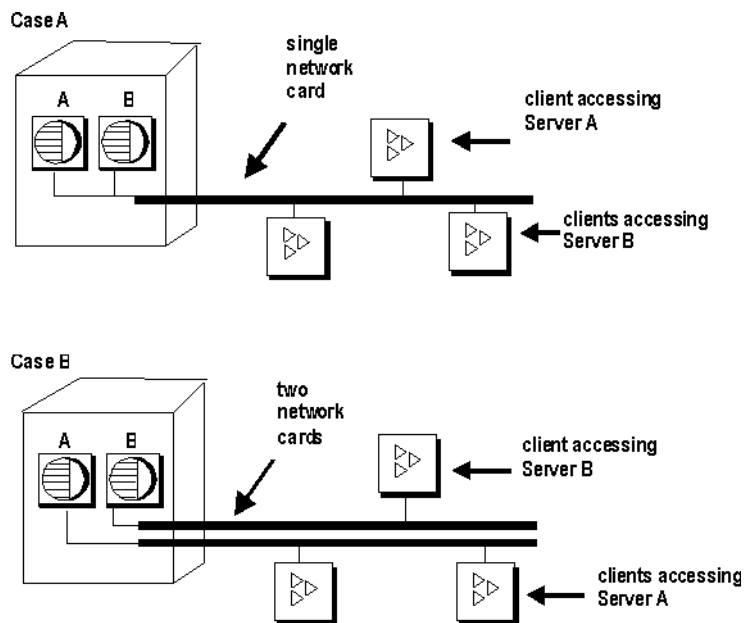 Case A
single
network
card
A B
client accessing
Server A
clients accessing
Server B
Case B
two
network
cards
A B
client accessing
Server B
clients accessing
Server A